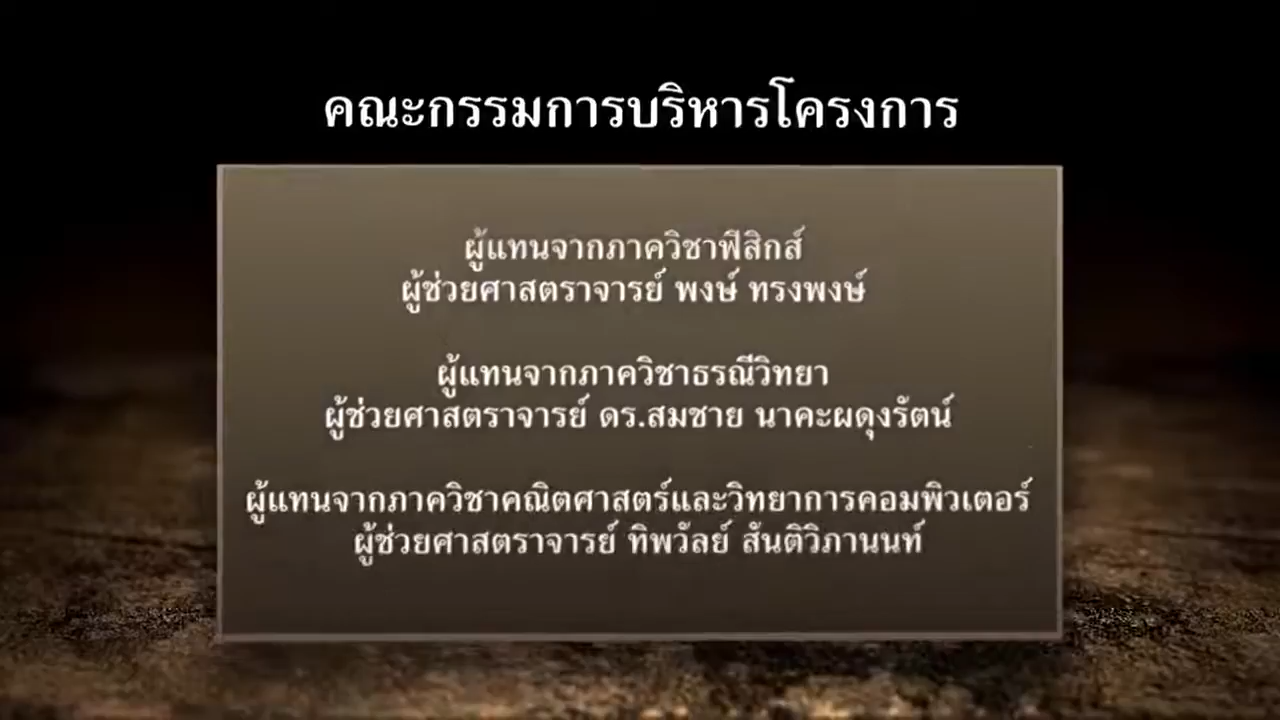 คณะกรรมการบริหารโครงการ
ผู้แทนจากภาควิชาฟิสิกส์
ผู้ช่วยศาสตราจารย์ พงษ์ ทรงพงษ์
ผู้แทนจากภาควิชาธรณีวิทยา
ผู้ช่วยศาสตราจารย์ ดร.สมชาย นาคะผดุงรัตน์
ผู้แทนจากภาควิชาคณิตศาสตร์และวิทยาการคอมพิวเตอร์
ผู้ช่วยศาสตราจารย์ ทิพวัลย์ สันติวิภานนท์